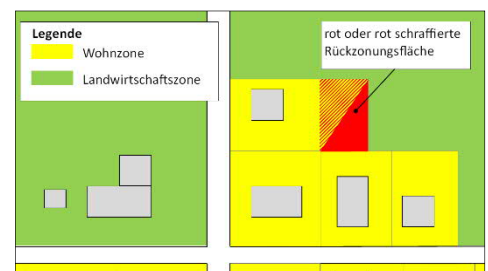 Legende
Wohnzone
Landwirtschaftszone
rot oder rot schraffierte
Rückzonungsfläche